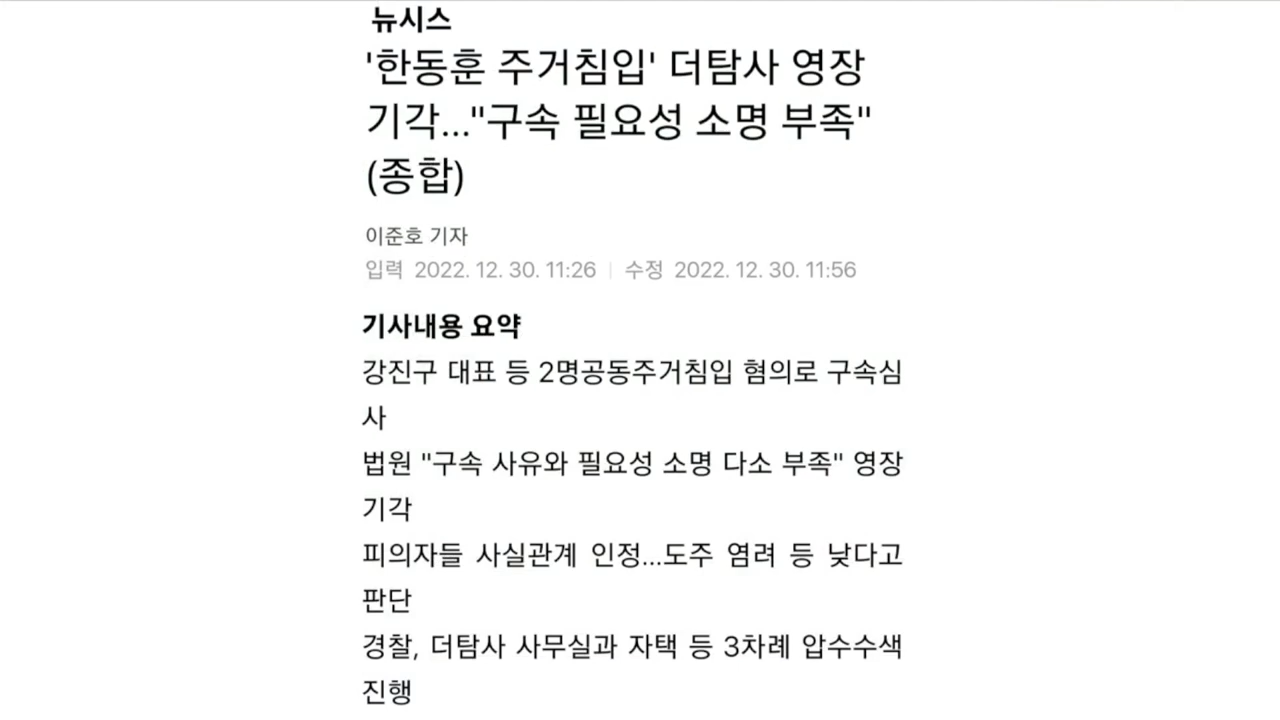 뉴시스
'한동훈 주거침입' 더탐사 영장
기각..."구속 필요성 소명 부족"
(종합)
이준호 기자
입력 2022. 12. 30. 11:26 | 수정 2022. 12. 30. 11:56
기사내용 요약
강진구 대표 등 2명공동주거침입 혐의로 구속심
사
법원 "구속 사유와 필요성 소명 다소 부족" 영장
기각
피의자들 사실관계 인정...도주 염려 등 낮다고
판단
경찰, 더탐사 사무실과 자택 등 3차례 압수수색
진행